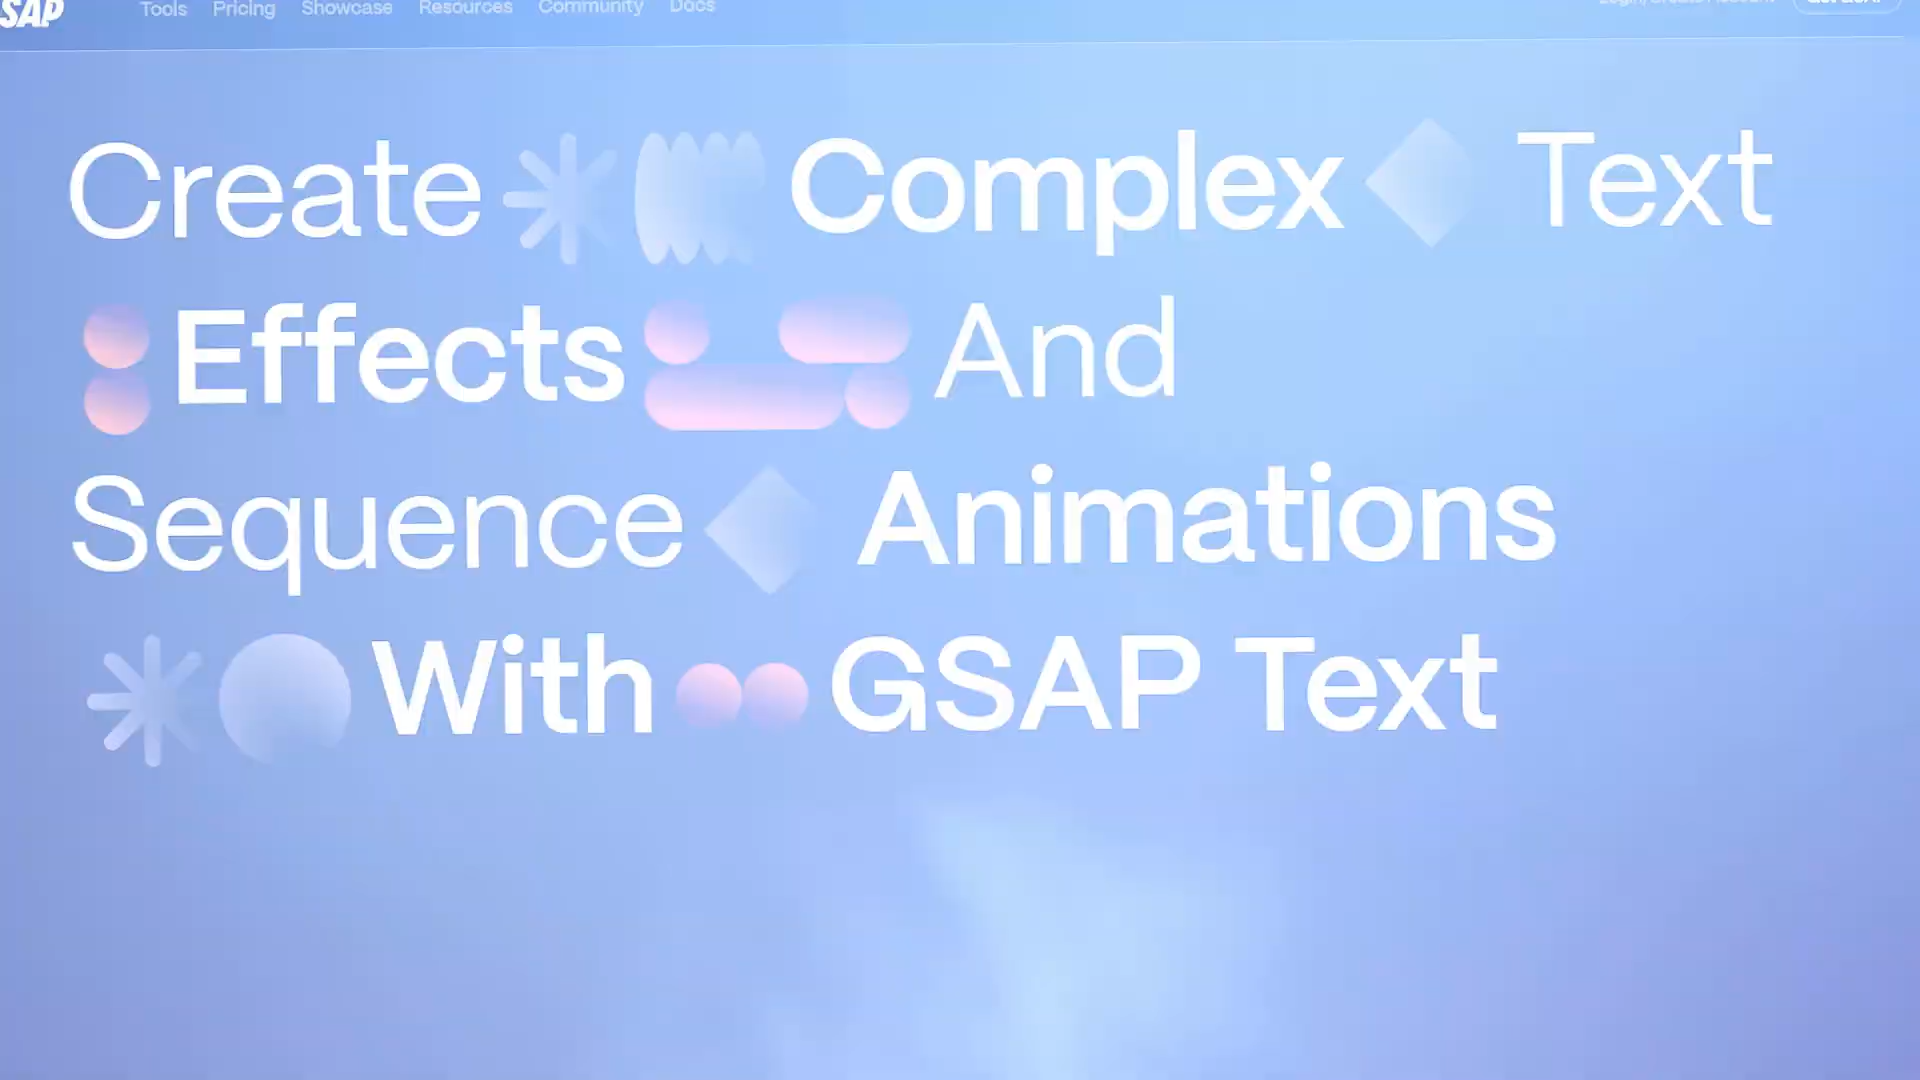 SAP Tools Pricing Showcase Resources Community Docs
Create Complex Text
Effects And
Sequence Animations
With GSAP Text